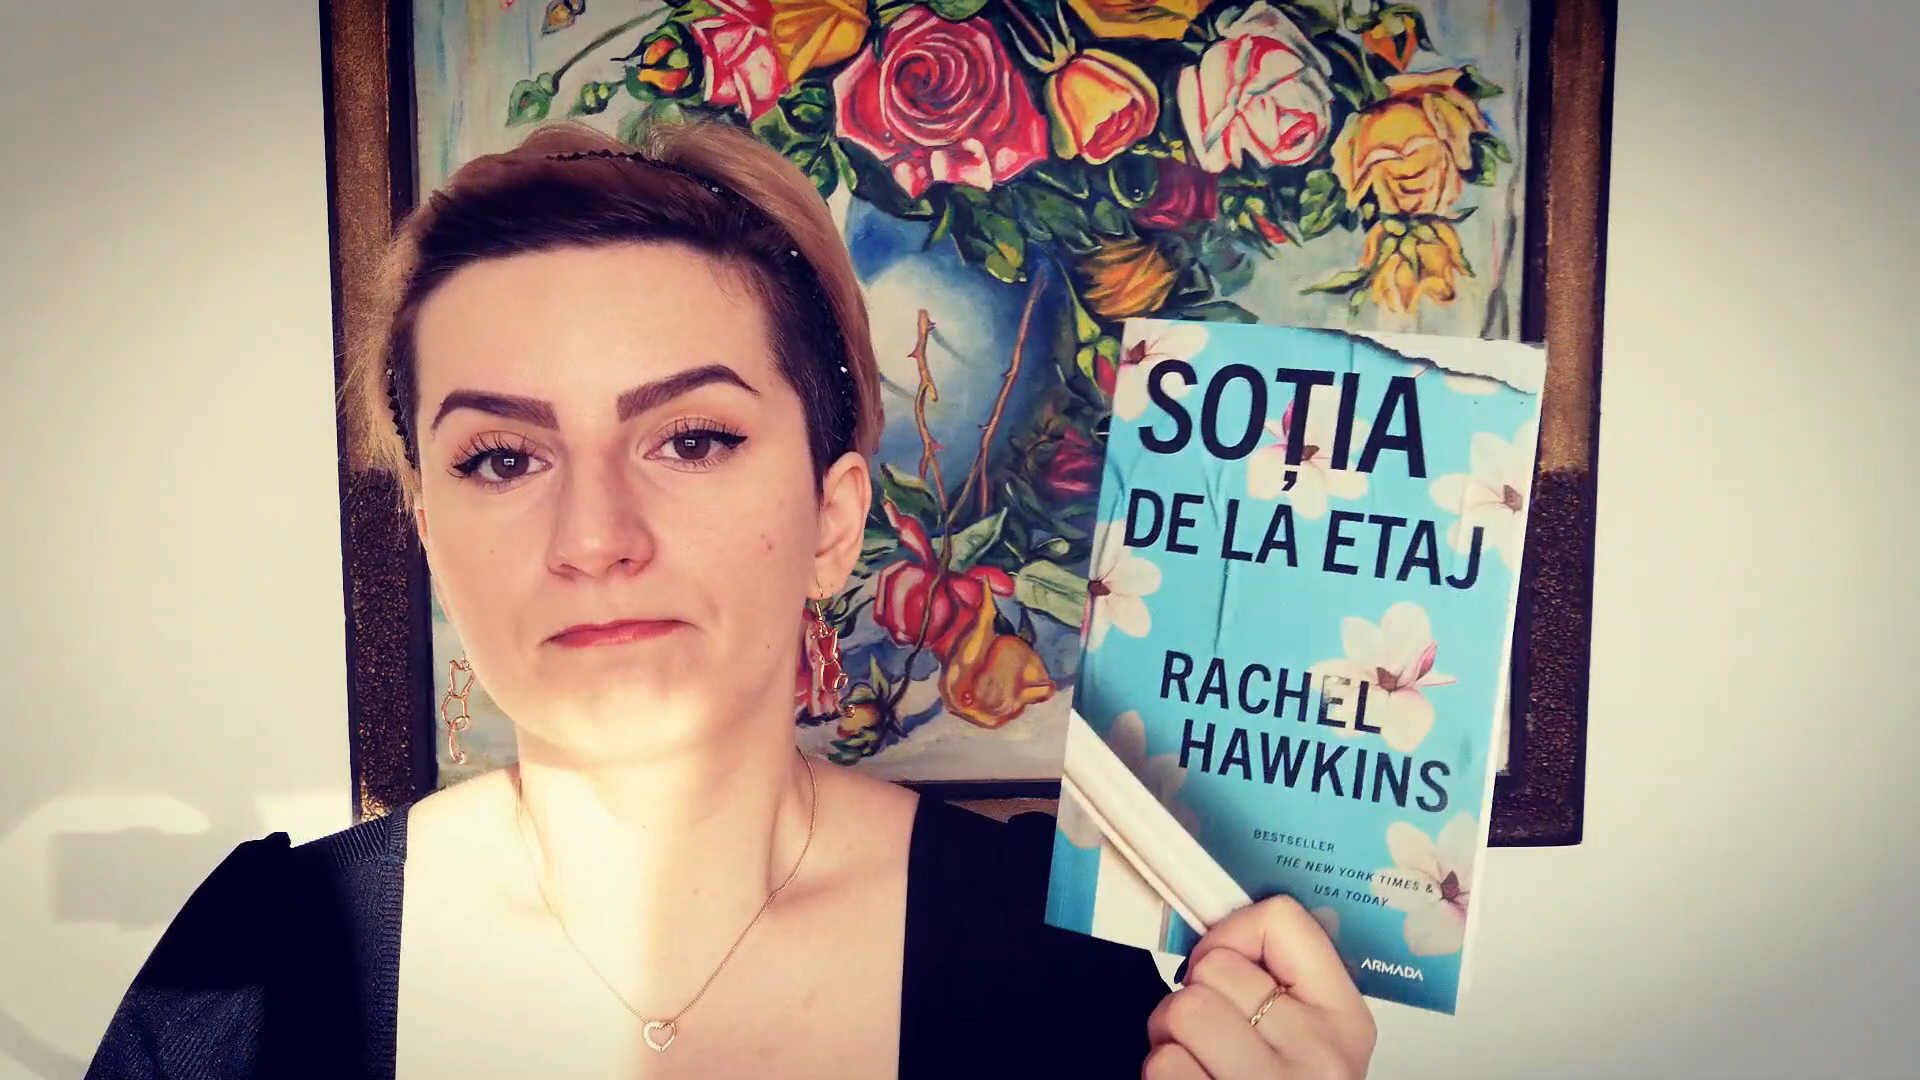 SOȚIA
DE LA ETAJ
RACHEL
HAWKINS
BESTSELLER
THE NEW YORK TIMES &
USA TODAY
ARMADA